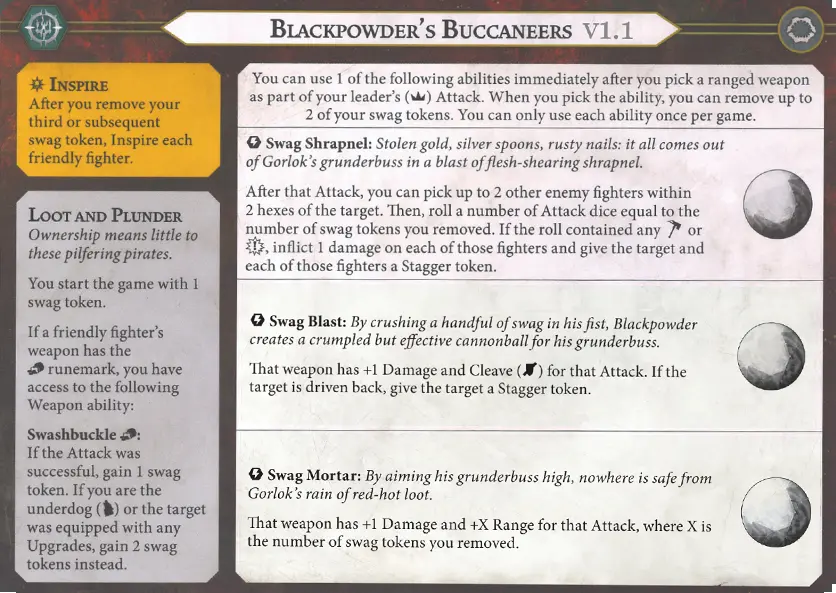 BLACKPOWDER'S BUCCANEERS V1.1
INSPIRE
After you remove your
third or subsequent
swag token, Inspire each
friendly fighter.
LOOT AND PLUNDER
Ownership means little to
these pilfering pirates.
You start the game with 1
swag token.
If a friendly fighter's
weapon has the
runemark, you have
access to the following
Weapon ability:
Swashbuckle :
If the Attack was
successful, gain 1 swag
token. If you are the
underdog ( ) or the target
was equipped with any
Upgrades, gain 2 swag
tokens instead.
You can use 1 of the following abilities immediately after you pick a ranged weapon
as part of your leader's ( ) Attack. When you pick the ability, you can remove up to
2 of your swag tokens. You can only use each ability once per game.
Swag Shrapnel: Stolen gold, silver spoons, rusty nails: it all comes out
of Gorlok's grunderbuss in a blast of flesh-shearing shrapnel.
After that Attack, you can pick up to 2 other enemy fighters within
2 hexes of the target. Then, roll a number of Attack dice equal to the
number of swag tokens you removed. If the roll contained any or
, inflict 1 damage on each of those fighters and give the target and
each of those fighters a Stagger token.
Swag Blast: By crushing a handful of swag in his fist, Blackpowder
creates a crumpled but effective cannonball for his grunderbuss.
That weapon has +1 Damage and Cleave ( ) for that Attack. If the
target is driven back, give the target a Stagger token.
Swag Mortar: By aiming his grunderbuss high, nowhere is safe from
Gorlok's rain of red-hot loot.
That weapon has +1 Damage and +X Range for that Attack, where X is
the number of swag tokens you removed.